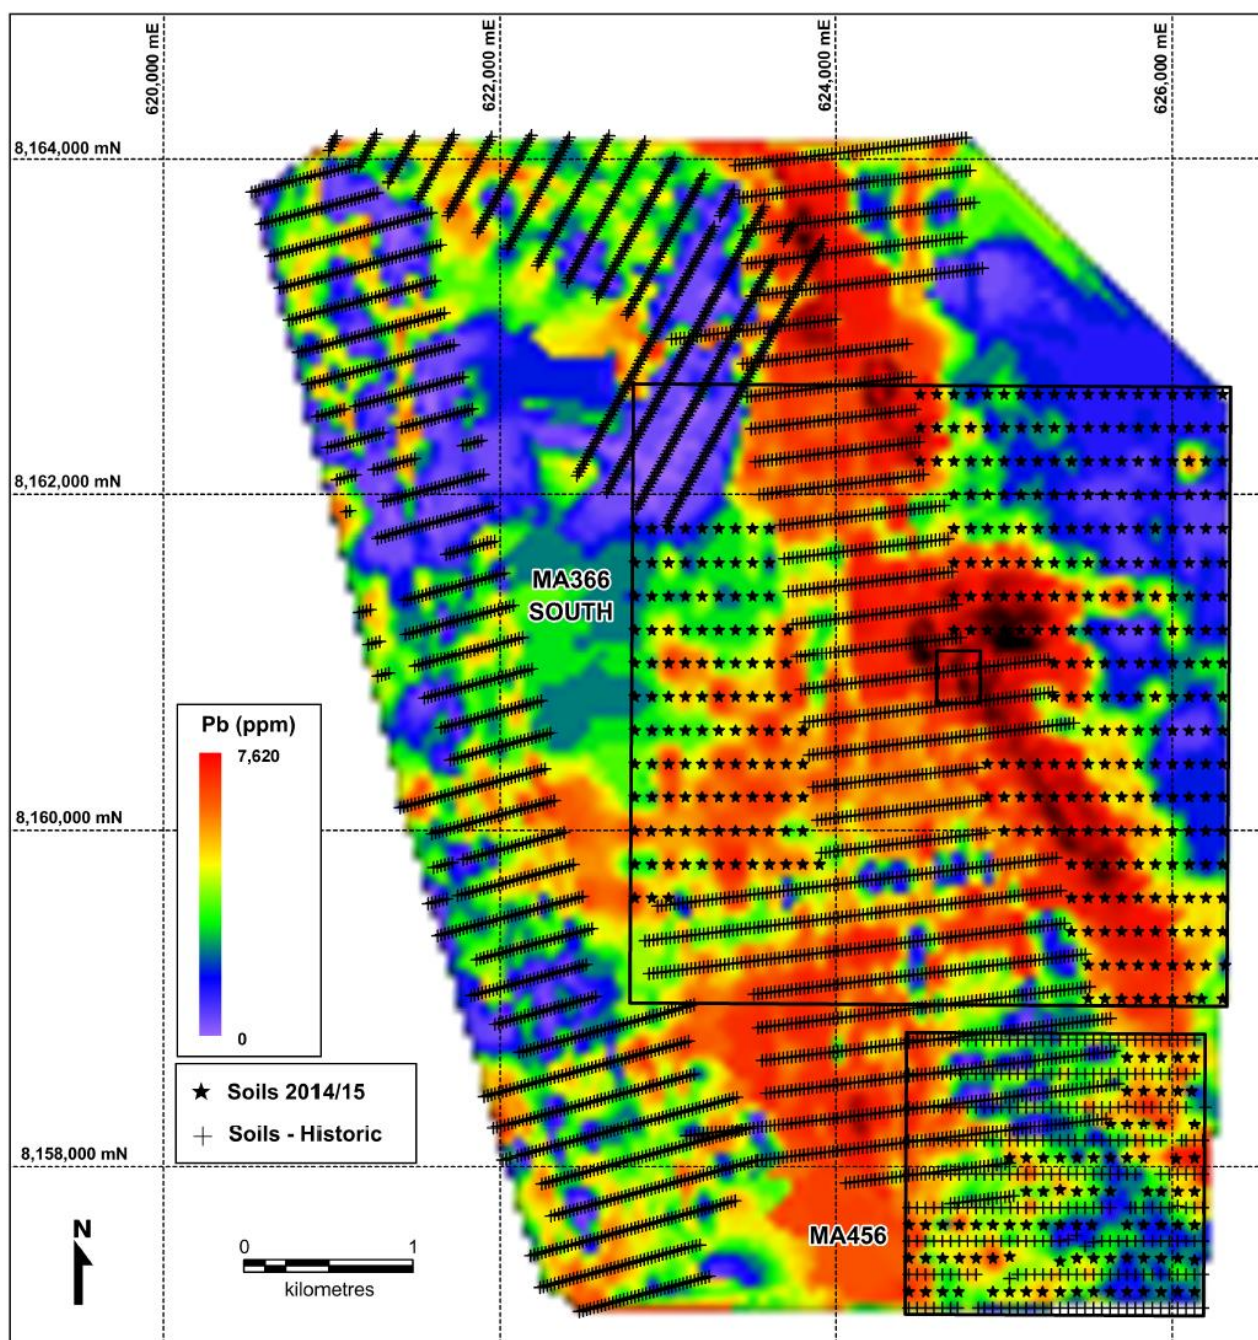 620,000 mE
622,000 mE
624,000 mE
626,000 mE
8,164,000 mN
8,162,000 mN
MA366
SOUTH
Pb (ppm)
7,620
0
8,160,000 mN
Soils 2014/15
Soils - Historic
8,158,000 mN
MA456
N
0 1
kilometres